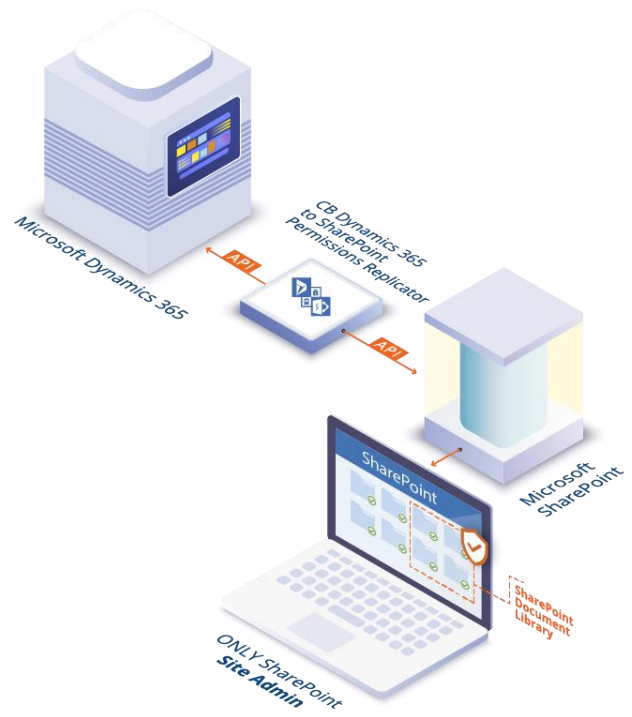 Microsoft Dynamics 365
CB Dynamics 365
to SharePoint
Permissions Replicator
API
API
Microsoft
SharePoint
SharePoint
SharePoint
Document
Library
ONLY SharePoint
Site Admin